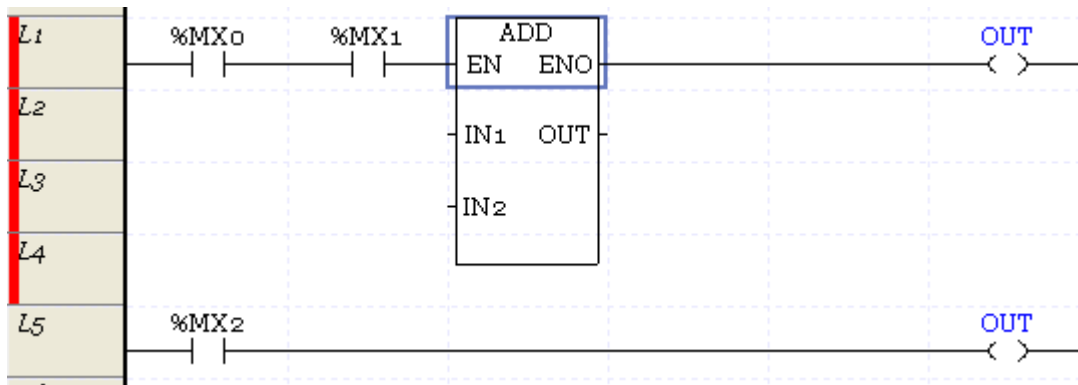 L1 %MX0 %MX1 ADD OUT
EN ENO
L2
IN1 OUT
L3
IN2
L4
L5 %MX2 OUT